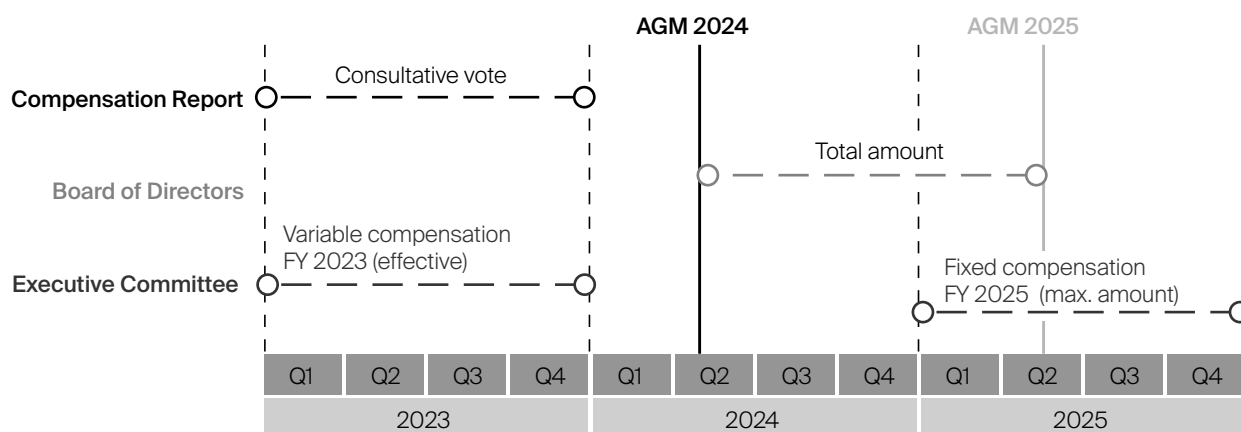 AGM 2024
AGM 2025
Compensation Report
Consultative vote
Board of Directors
Total amount
Executive Committee
Variable compensation
FY 2023 (effective)
Fixed compensation
FY 2025 (max. amount)
Q1 Q2 Q3 Q4 Q1 Q2 Q3 Q4 Q1 Q2 Q3 Q4
2023 2024 2025